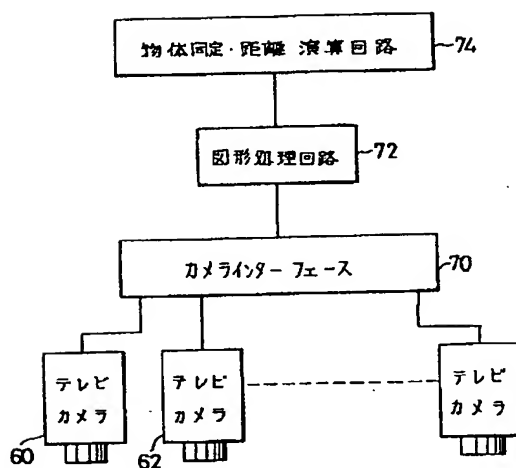 物体同定・距離 演算回路
74
図形処理回路
72
カメラインターフェース
70
テレビ
カメラ
60
テレビ
カメラ
62
テレビ
カメラ